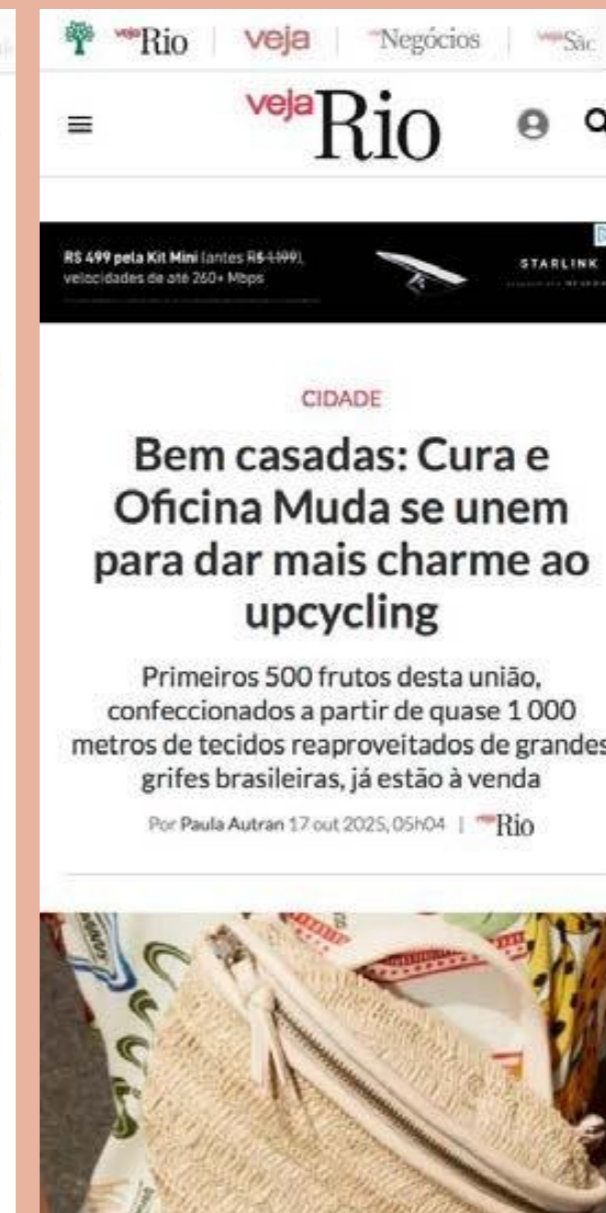 veja Rio veja Negócios
veja Rio
R$ 499 pela Kit Mini (antes R$ 1.199),
velocidades de até 260+ Mbps
STARLINK
CIDADE
Bem casadas: Cura e
Oficina Muda se unem
para dar mais charme ao
upcycling
Primeiros 500 frutos desta união,
confeccionados a partir de quase 1 000
metros de tecidos reaproveitados de grandes
grifes brasileiras, já estão à venda
Por Paula Autran 17 out 2025, 05h04 | veja Rio